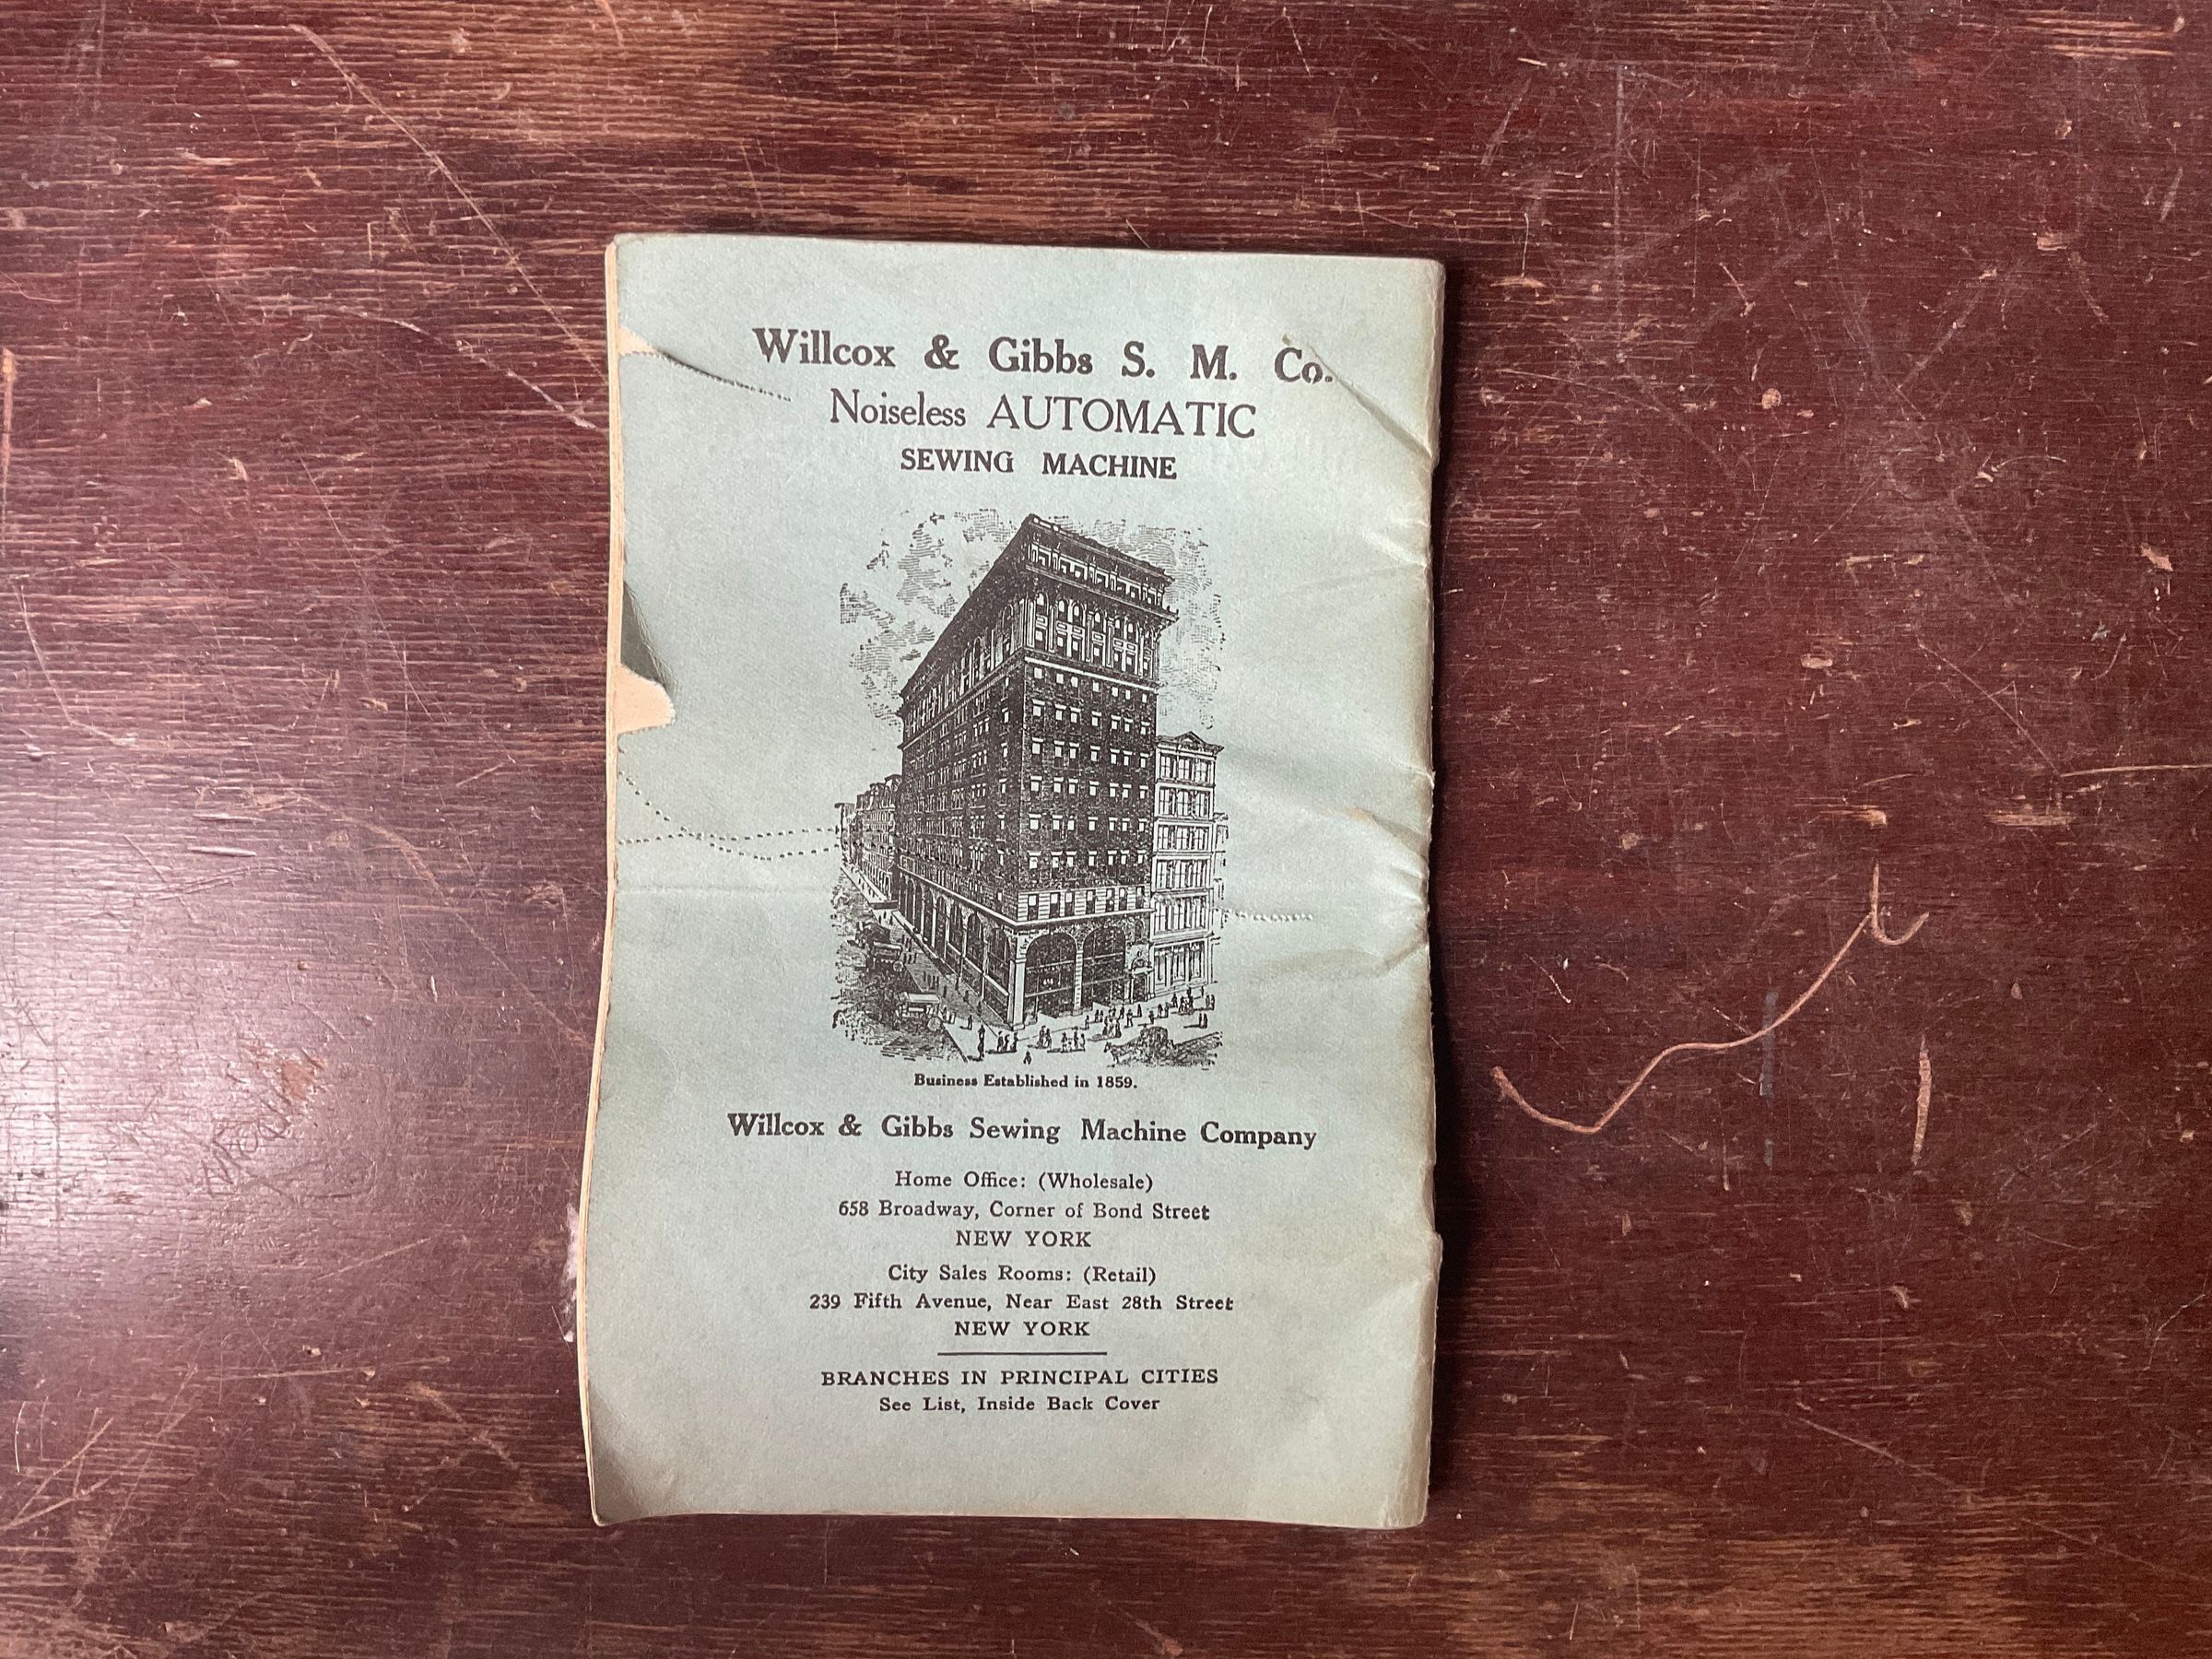 Willcox & Gibbs S. M. Co.
Noiseless AUTOMATIC
SEWING MACHINE
Business Established in 1859.
Willcox & Gibbs Sewing Machine Company
Home Office: (Wholesale)
658 Broadway, Corner of Bond Street
NEW YORK
City Sales Rooms: (Retail)
239 Fifth Avenue, Near East 28th Street
NEW YORK
BRANCHES IN PRINCIPAL CITIES
See List, Inside Back Cover